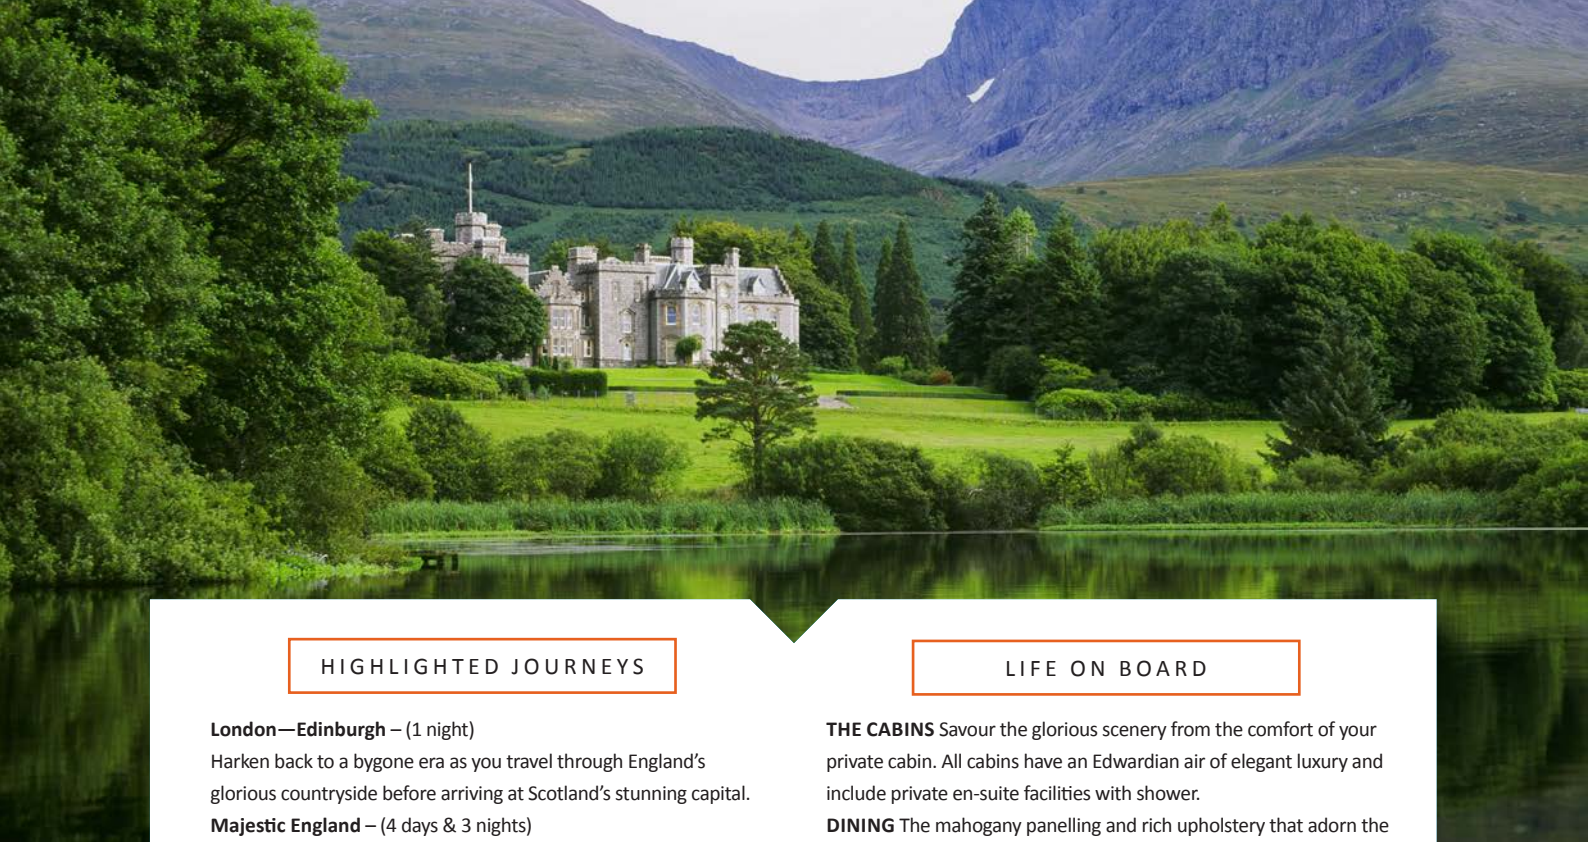 HIGHLIGHTED JOURNEYS
London—Edinburgh – (1 night)
Harken back to a bygone era as you travel through England's
glorious countryside before arriving at Scotland's stunning capital.
Majestic England – (4 days & 3 nights)
LIFE ON BOARD
THE CABINS Savour the glorious scenery from the comfort of your
private cabin. All cabins have an Edwardian air of elegant luxury and
include private en-suite facilities with shower.
DINING The mahogany panelling and rich upholstery that adorn the